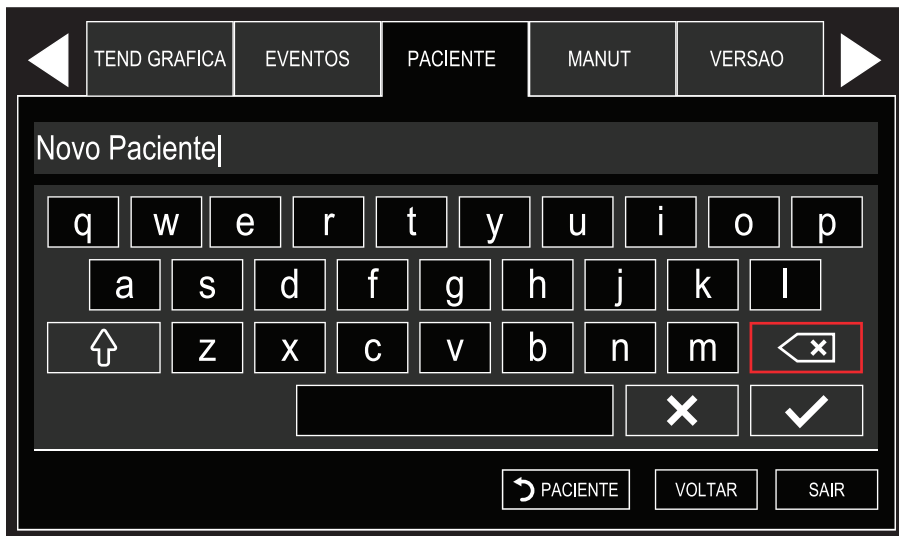 TEND GRAFICA EVENTOS PACIENTE MANUT VERSAO
Novo Paciente
q w e r t y u i o p
a s d f g h j k l
z x c v b n m
PACIENTE VOLTAR SAIR